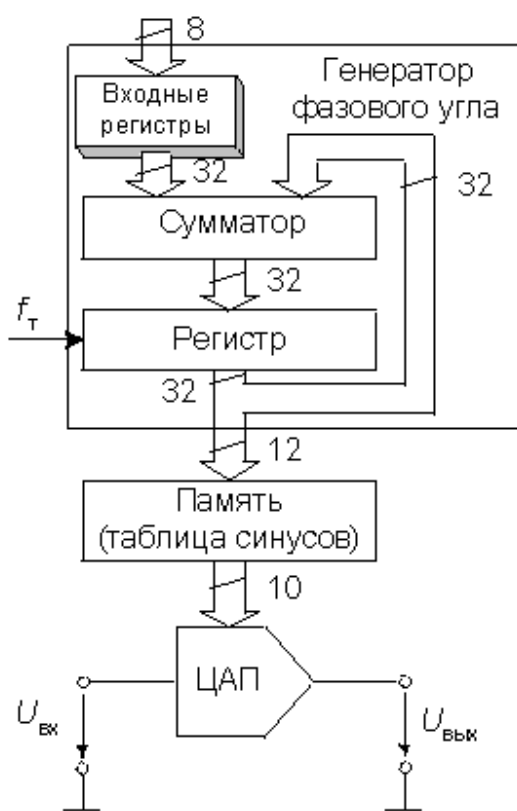 8
Входные
регистры
Генератор
фазового угла
32
32
Сумматор
32
fт
Регистр
32
12
Память
(таблица синусов)
10
ЦАП
Uвх
Uвых